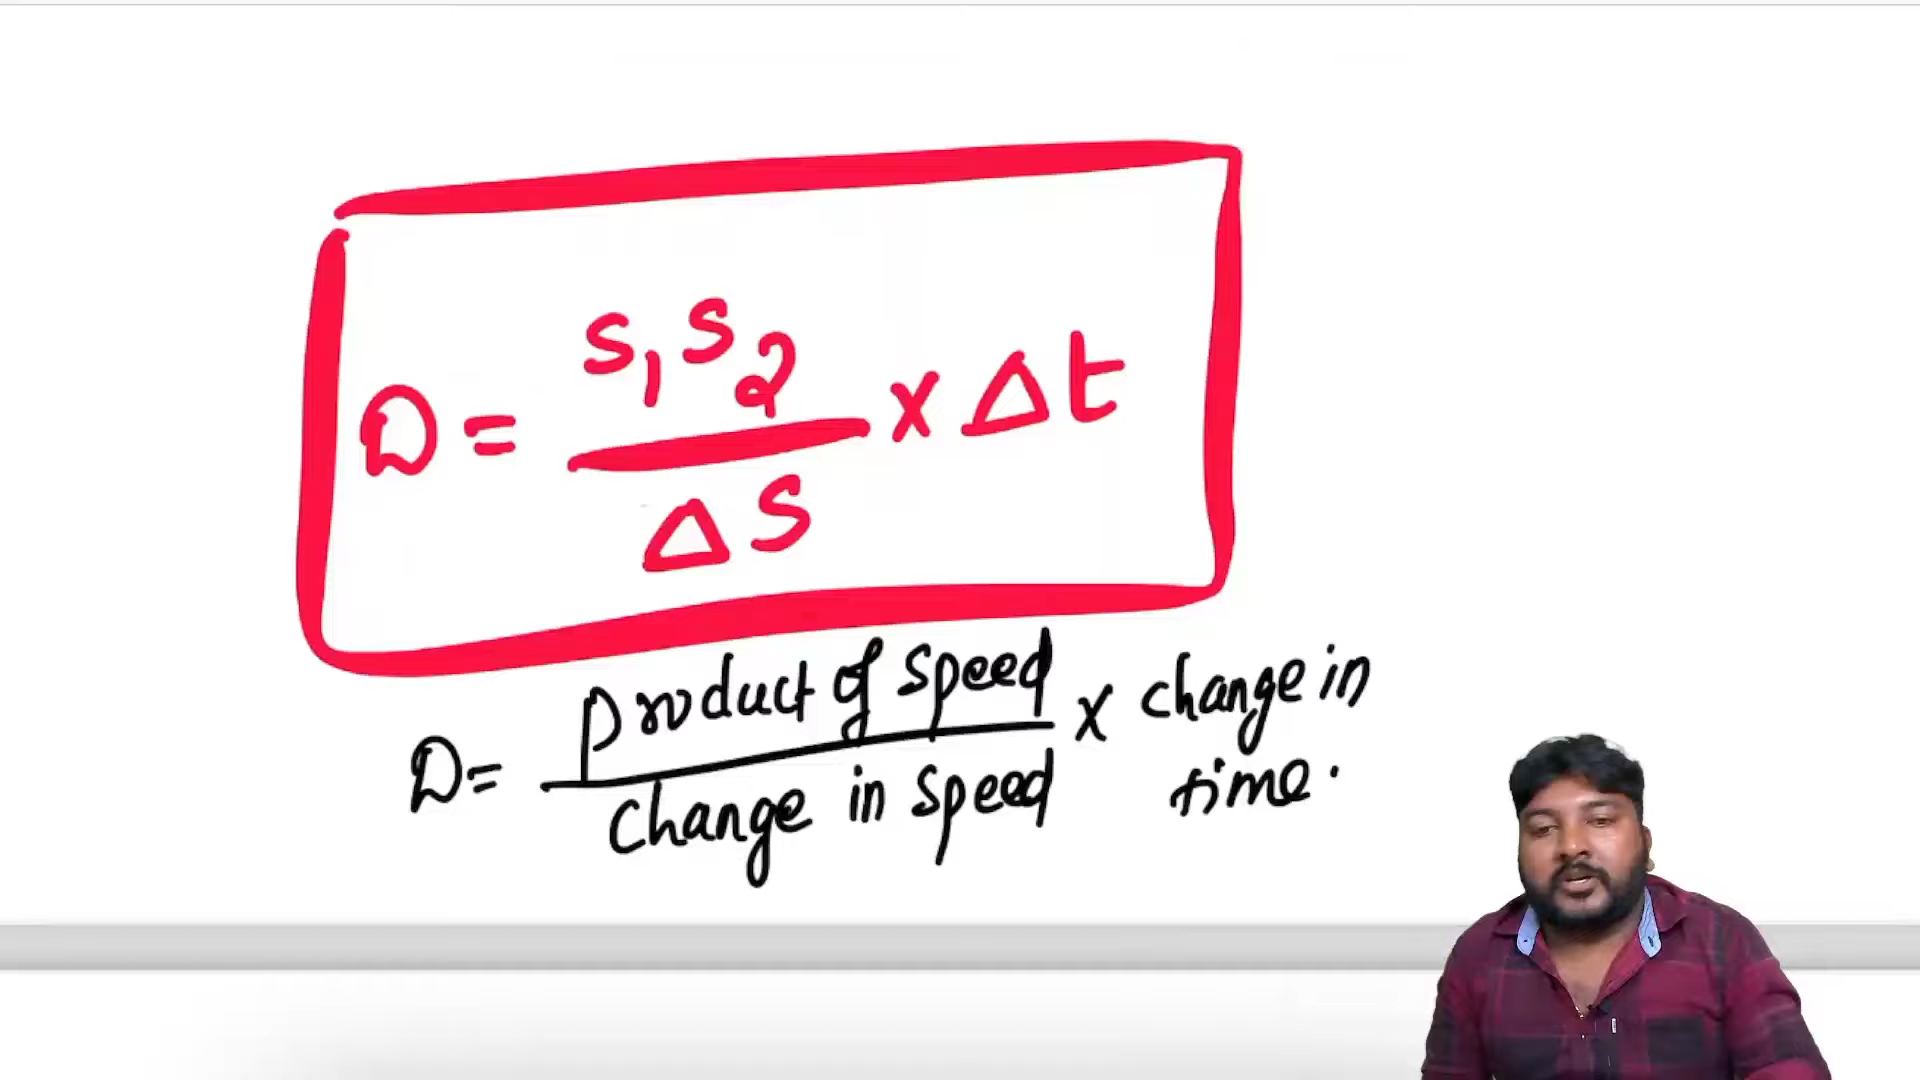 D = s₁s₂ / Δs × Δt
D = product of speed / change in speed × change in time.